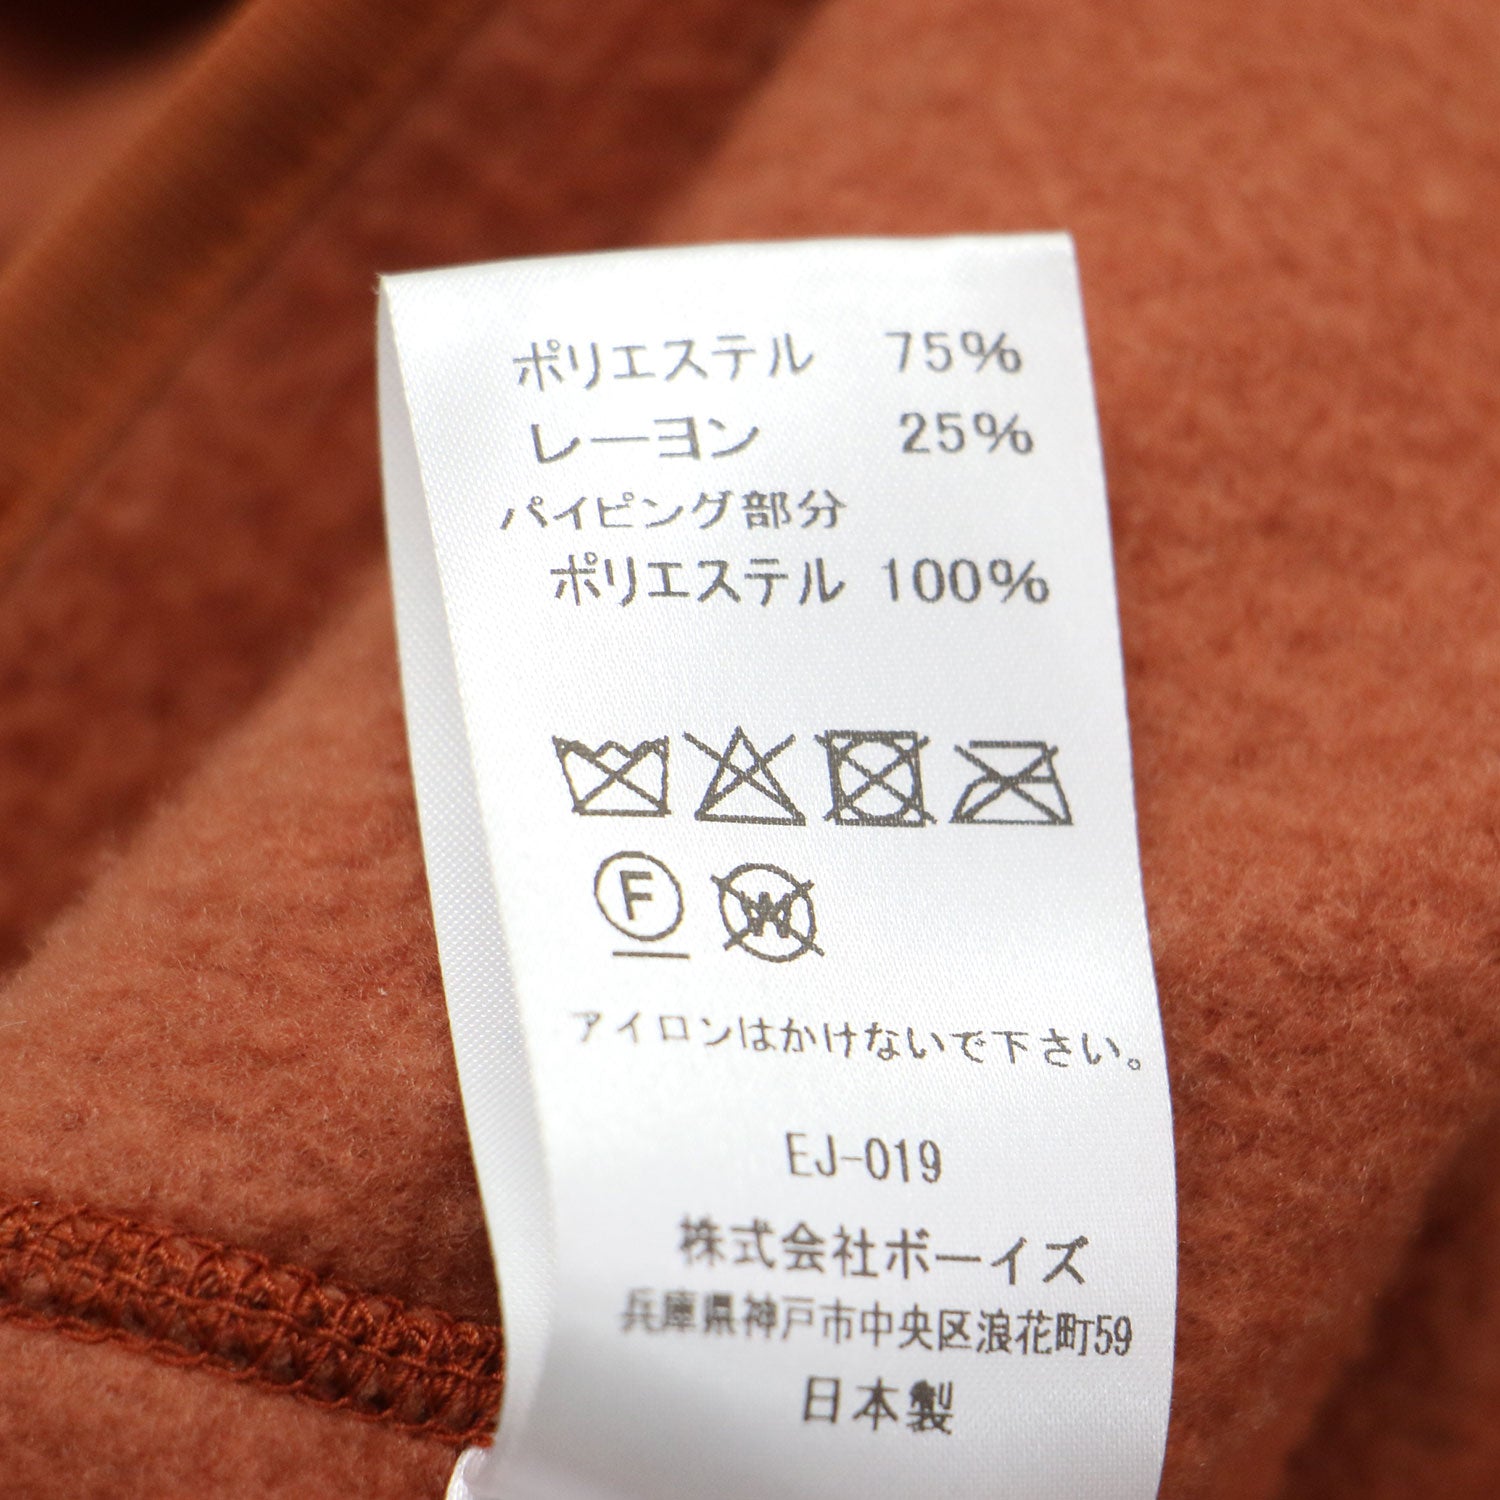 ポリエステル 75%
レーヨン 25%
パイピング部分
ポリエステル 100%
F W
アイロンはかけないで下さい。
EJ-019
株式会社ボーイズ
兵庫県神戸市中央区浪花町59
日本製